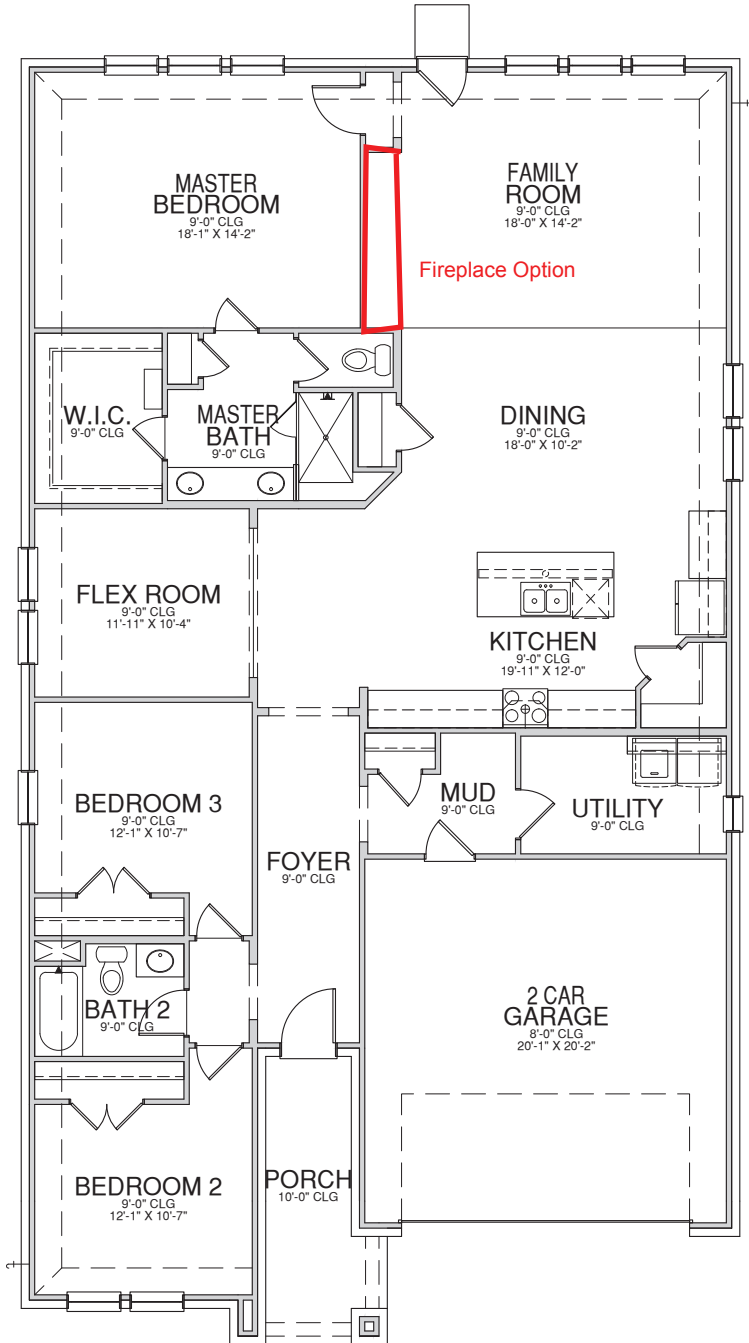 MASTER
BEDROOM
9'-0" CLG
18'-1" X 14'-2"
FAMILY
ROOM
9'-0" CLG
18'-0" X 14'-2"
Fireplace Option
W.I.C.
9'-0" CLG
MASTER
BATH
9'-0" CLG
DINING
9'-0" CLG
18'-0" X 10'-2"
FLEX ROOM
9'-0" CLG
11'-11" X 10'-4"
KITCHEN
9'-0" CLG
19'-11" X 12'-0"
BEDROOM 3
9'-0" CLG
12'-1" X 10'-7"
MUD
9'-0" CLG
UTILITY
9'-0" CLG
FOYER
9'-0" CLG
BATH 2
9'-0" CLG
2 CAR
GARAGE
8'-0" CLG
20'-1" X 20'-2"
BEDROOM 2
9'-0" CLG
12'-1" X 10'-7"
PORCH
10'-0" CLG